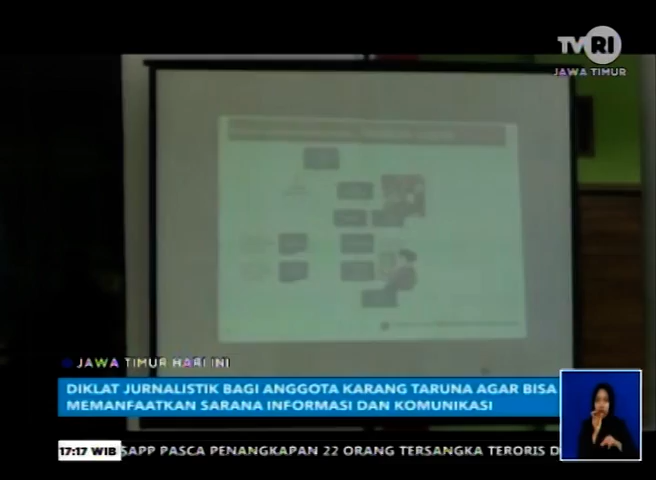 TVRI
JAWA TIMUR
JAWA TIMUR HARI INI
DIKLAT JURNALISTIK BAGI ANGGOTA KARANG TARUNA AGAR BISA
MEMANFAATKAN SARANA INFORMASI DAN KOMUNIKASI
17:17 WIB
SAPP PASCA PENANGKAPAN 22 ORANG TERSANGKA TERORIS D